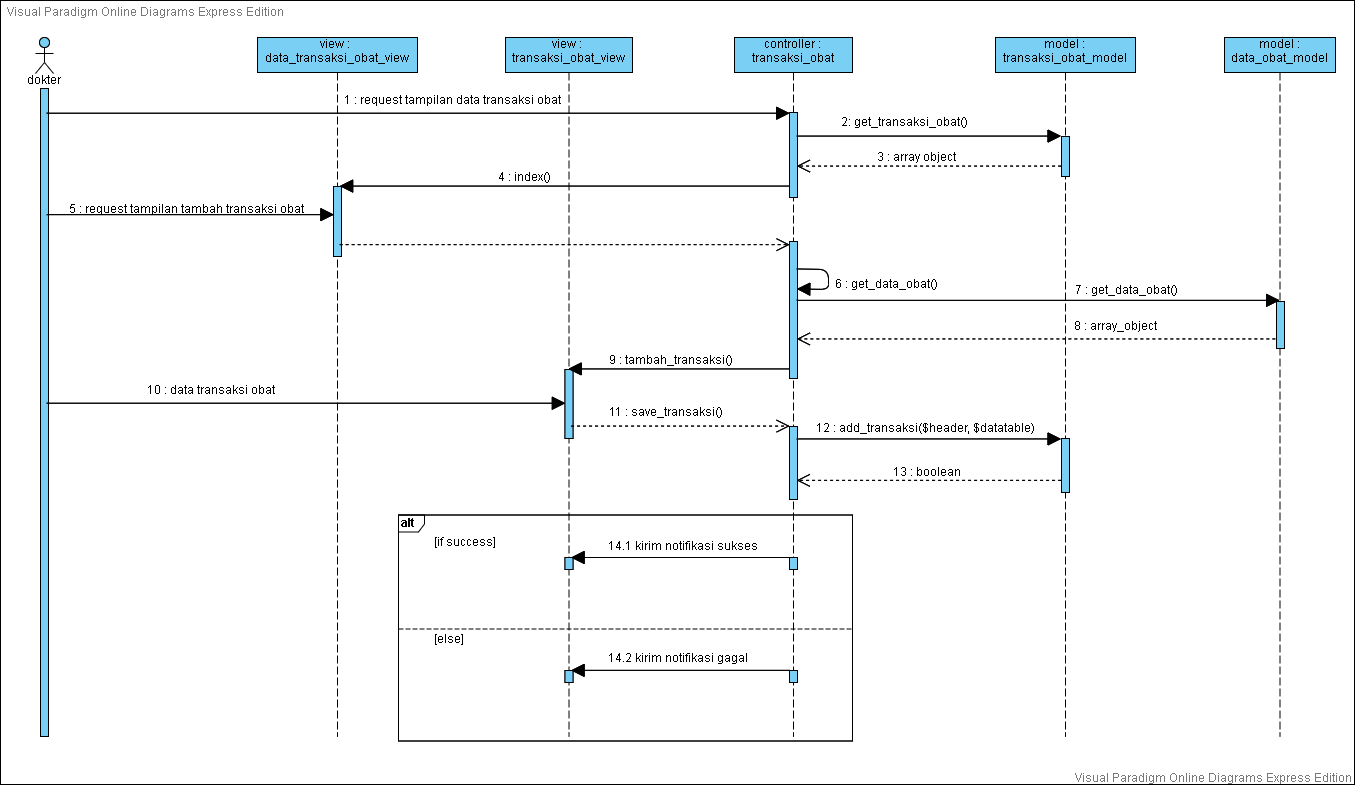 Visual Paradigm Online Diagrams Express Edition
dokter
view :
data_transaksi_obat_view
view :
transaksi_obat_view
controller :
transaksi_obat
model :
transaksi_obat_model
model :
data_obat_model
1 : request tampilan data transaksi obat
2: get_transaksi_obat()
3 : array object
4 : index()
5 : request tampilan tambah transaksi obat
6 : get_data_obat()
7 : get_data_obat()
8 : array_object
9 : tambah_transaksi()
10 : data transaksi obat
11 : save_transaksi()
12 : add_transaksi($header, $datatable)
13 : boolean
alt
[if success]
14.1 kirim notifikasi sukses
[else]
14.2 kirim notifikasi gagal
Visual Paradigm Online Diagrams Express Edition